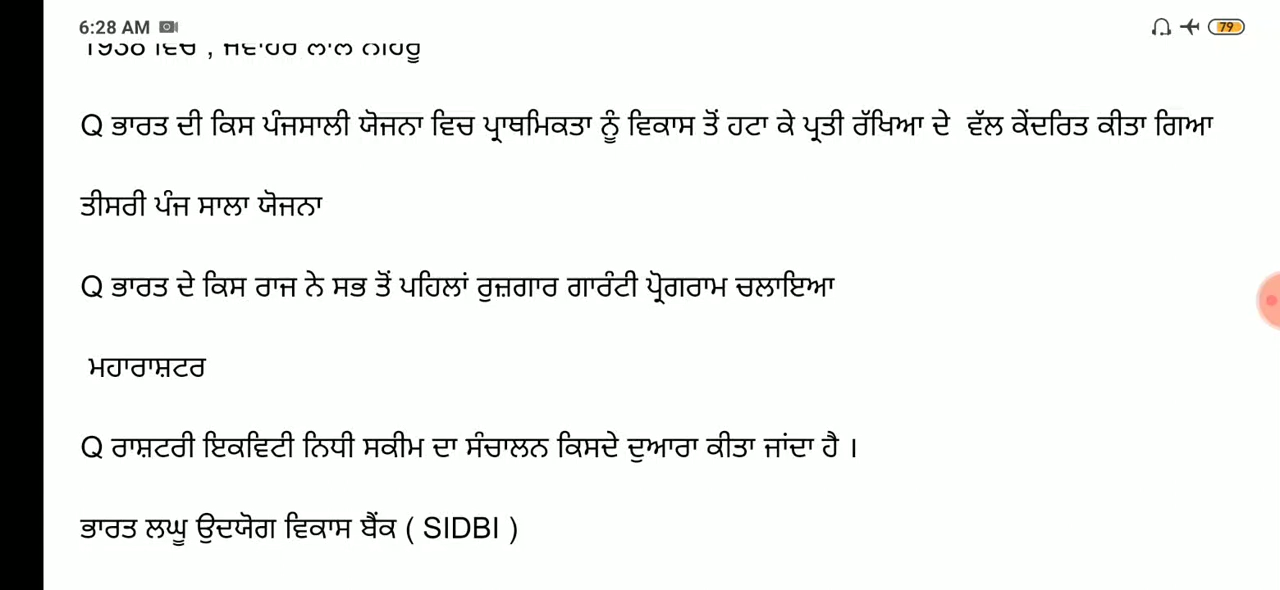 6:28 AM
79
Q ਭਾਰਤ ਦੀ ਕਿਸ ਪੰਜਸਾਲੀ ਯੋਜਨਾ ਵਿਚ ਪ੍ਰਾਥਮਿਕਤਾ ਨੂੰ ਵਿਕਾਸ ਤੋਂ ਹਟਾ ਕੇ ਪ੍ਰਤੀ ਰੱਖਿਆ ਦੇ ਵੱਲ ਕੇਂਦਰਿਤ ਕੀਤਾ ਗਿਆ
ਤੀਸਰੀ ਪੰਜ ਸਾਲਾ ਯੋਜਨਾ
Q ਭਾਰਤ ਦੇ ਕਿਸ ਰਾਜ ਨੇ ਸਭ ਤੋਂ ਪਹਿਲਾਂ ਰੁਜ਼ਗਾਰ ਗਾਰੰਟੀ ਪ੍ਰੋਗਰਾਮ ਚਲਾਇਆ
ਮਹਾਰਾਸ਼ਟਰ
Q ਰਾਸ਼ਟਰੀ ਇਕਵਿਟੀ ਨਿਧੀ ਸਕੀਮ ਦਾ ਸੰਚਾਲਨ ਕਿਸਦੇ ਦੁਆਰਾ ਕੀਤਾ ਜਾਂਦਾ ਹੈ ।
ਭਾਰਤ ਲਘੂ ਉਦਯੋਗ ਵਿਕਾਸ ਬੈਂਕ ( SIDBI )